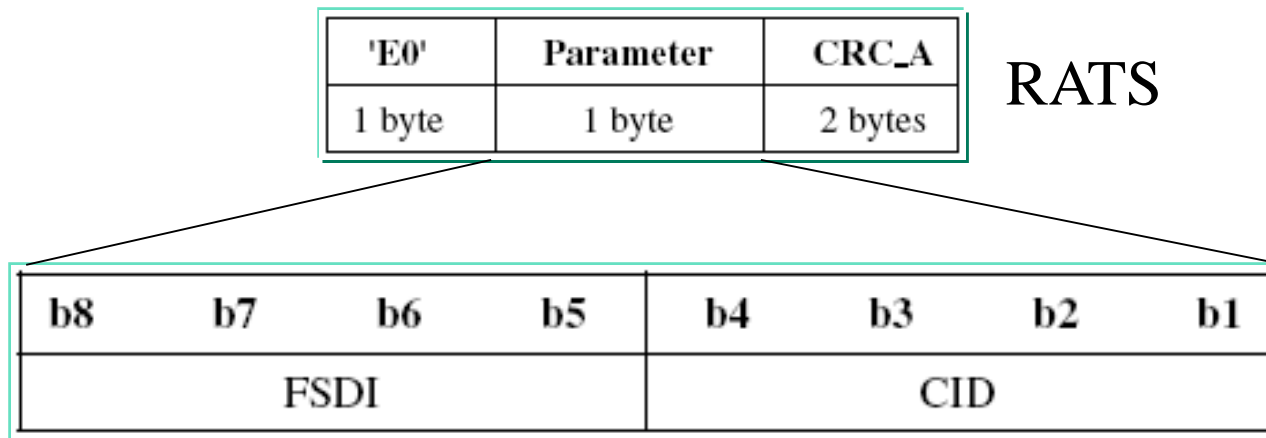 'E0' Parameter CRC_A
RATS
1 byte 1 byte 2 bytes
b8 b7 b6 b5 b4 b3 b2 b1
FSDI CID